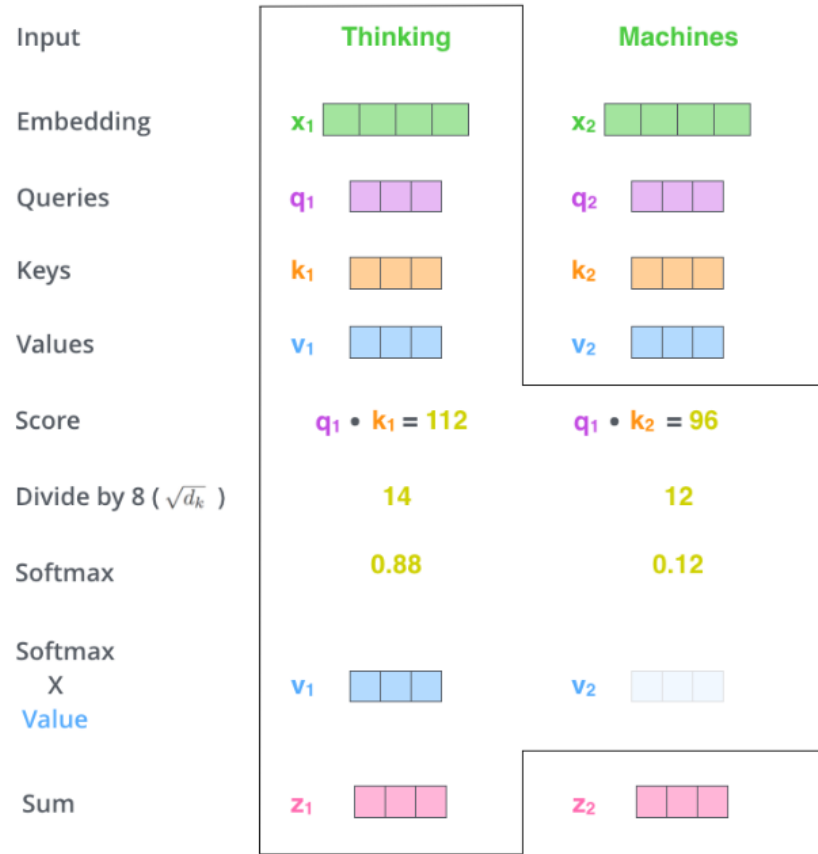 Input Thinking Machines
Embedding x₁ x₂
Queries q₁ q₂
Keys k₁ k₂
Values v₁ v₂
Score q₁ • k₁ = 112 q₁ • k₂ = 96
Divide by 8 ( √dₖ ) 14 12
Softmax 0.88 0.12
Softmax
X
Value v₁ v₂
Sum z₁ z₂